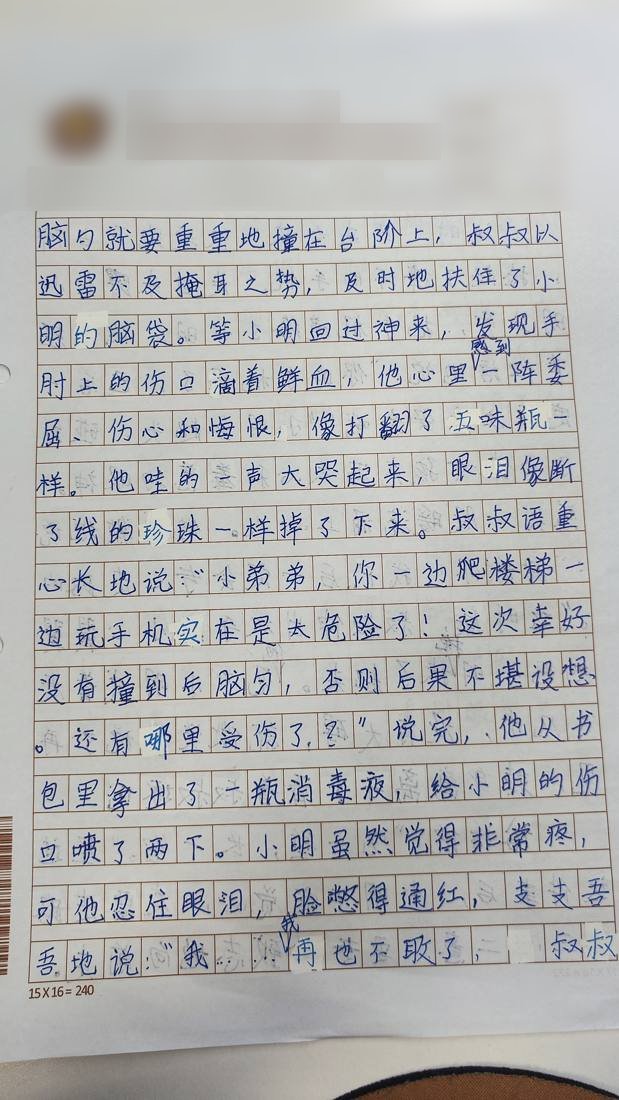 脑勺就要重重地撞在台阶上，叔叔以
迅雷不及掩耳之势，及时地扶住了小
明的脑袋。等小明回过神来，发现手
肘上的伤口滴着鲜血，他心里感到一阵委
屈、伤心和悔恨，像打翻了五味瓶一
样。他哇的一声大哭起来，眼泪像断
了线的珍珠一样掉了下来。叔叔语重
心长地说：“小弟弟，你一边爬楼梯一
边玩手机实在是太危险了！这次幸好
没有撞到后脑勺，否则后果不堪设想
。还有哪里受伤了？”说完，他从书
包里拿出了一瓶消毒液，给小明的伤
口喷了两下。小明虽然觉得非常疼，
可他忍住眼泪，脸憋得通红，支支吾
吾地说：“我……我再也不敢了，叔叔
15X16=240